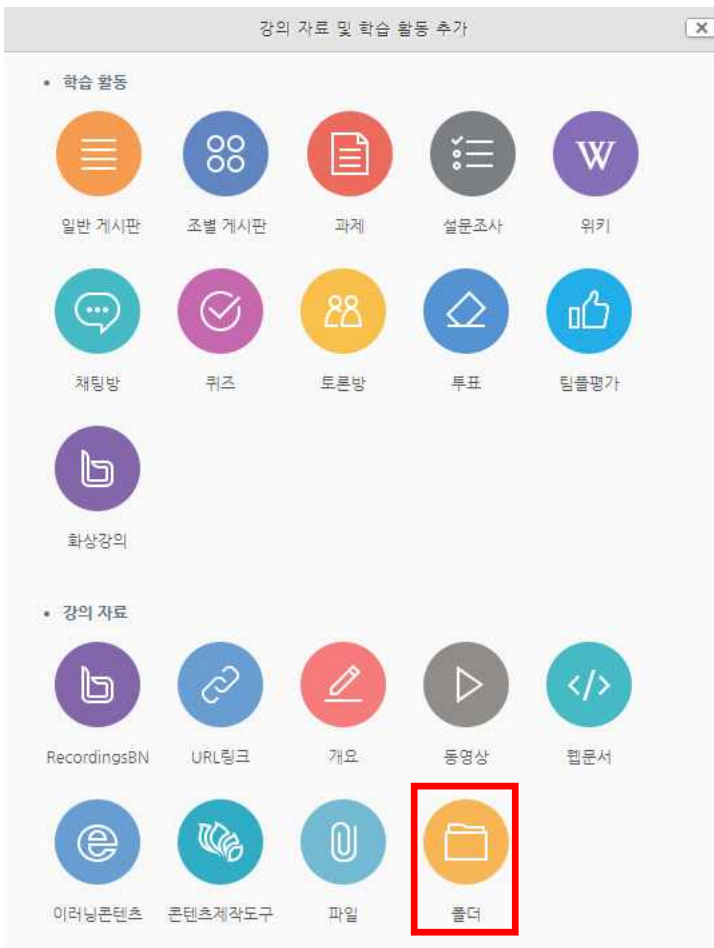 강의 자료 및 학습 활동 추가
학습 활동
일반 게시판 조별 게시판 과제 설문조사 위키
채팅방 퀴즈 토론방 투표 팀플평가
화상강의
강의 자료
RecordingsBN URL링크 개요 동영상 웹문서
이러닝콘텐츠 콘텐츠제작도구 파일 폴더